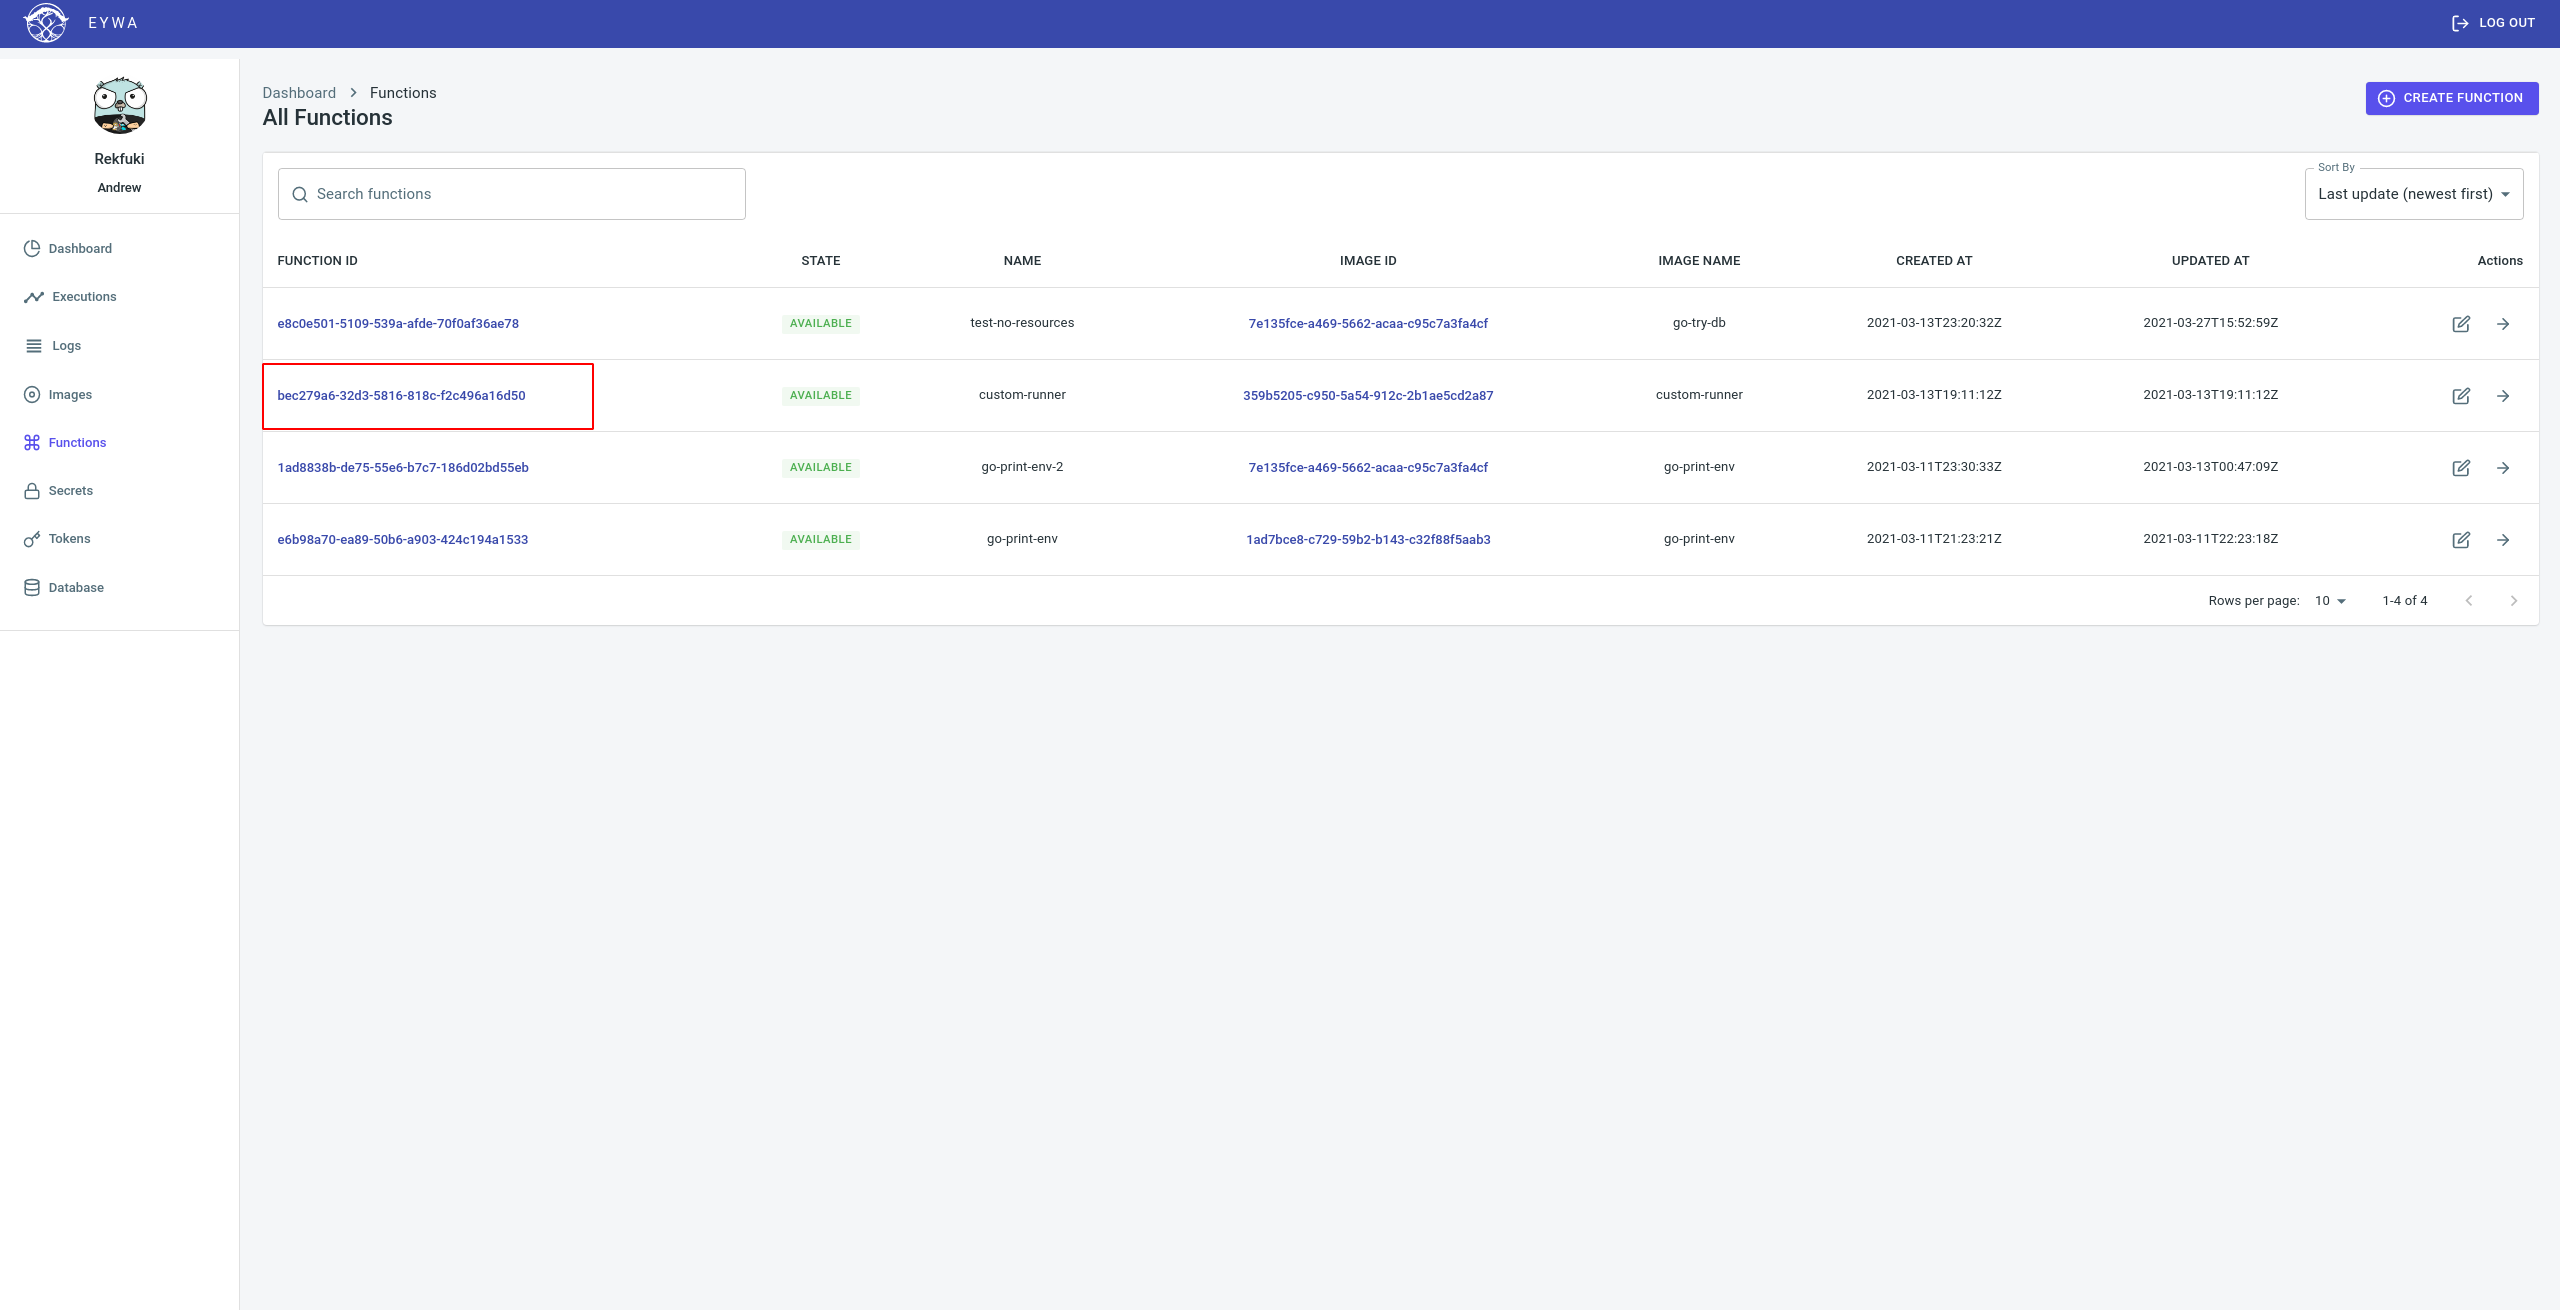 EYWA
LOG OUT
Rekfuki
Andrew
Dashboard
Executions
Logs
Images
Functions
Secrets
Tokens
Database
Dashboard Functions
All Functions
CREATE FUNCTION
Search functions
Sort By
Last update (newest first)
FUNCTION ID STATE NAME IMAGE ID IMAGE NAME CREATED AT UPDATED AT Actions
e8c0e501-5109-539a-afde-70f0af36ae78 AVAILABLE test-no-resources 7e135fce-a469-5662-acaa-c95c7a3fa4cf go-try-db 2021-03-13T23:20:32Z 2021-03-27T15:52:59Z
bec279a6-32d3-5816-818c-f2c496a16d50 AVAILABLE custom-runner 359b5205-c950-5a54-912c-2b1ae5cd2a87 custom-runner 2021-03-13T19:11:12Z 2021-03-13T19:11:12Z
1ad8838b-de75-55e6-b7c7-186d02bd55eb AVAILABLE go-print-env-2 7e135fce-a469-5662-acaa-c95c7a3fa4cf go-print-env 2021-03-11T23:30:33Z 2021-03-13T00:47:09Z
e6b98a70-ea89-50b6-a903-424c194a1533 AVAILABLE go-print-env 1ad7bce8-c729-59b2-b143-c32f88f5aab3 go-print-env 2021-03-11T21:23:21Z 2021-03-11T22:23:18Z
Rows per page: 10 1-4 of 4